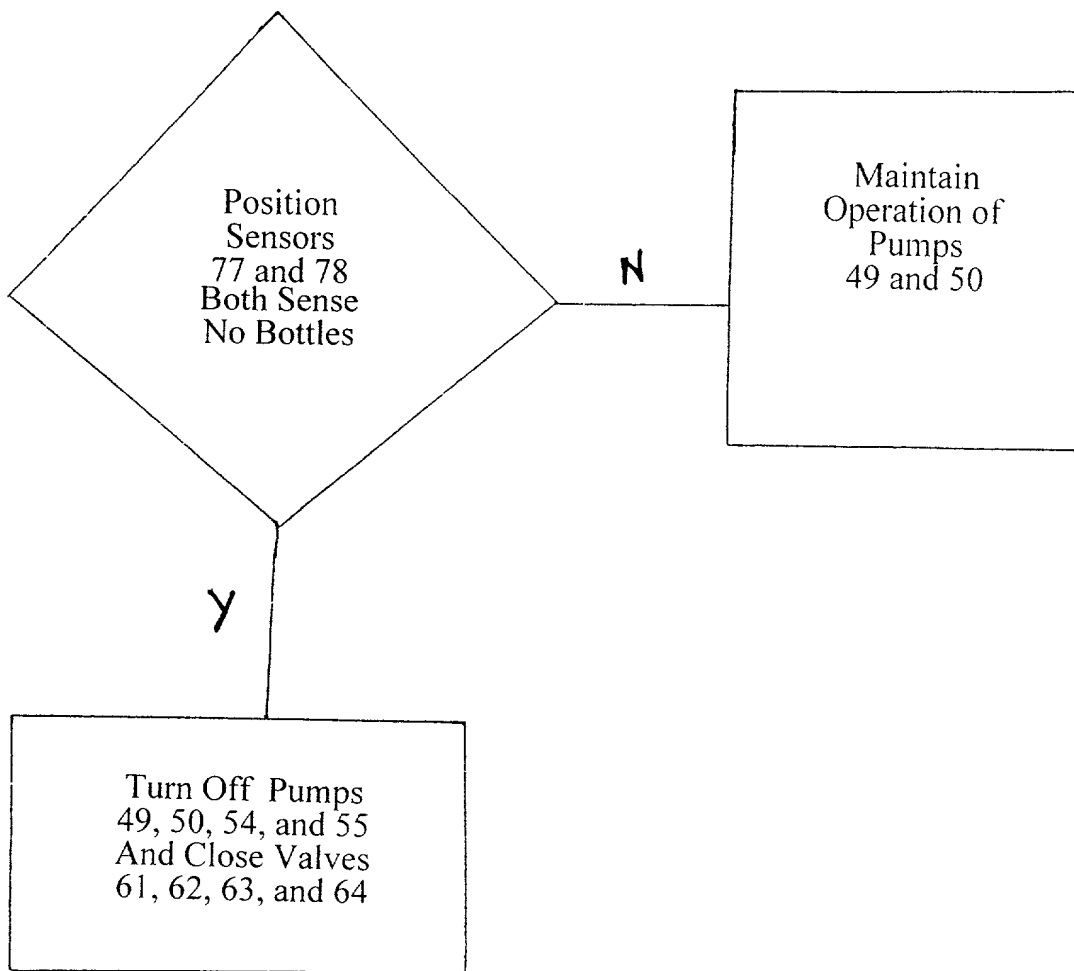 Position
Sensors
77 and 78
Both Sense
No Bottles
N
Maintain
Operation of
Pumps
49 and 50
Y
Turn Off Pumps
49, 50, 54, and 55
And Close Valves
61, 62, 63, and 64